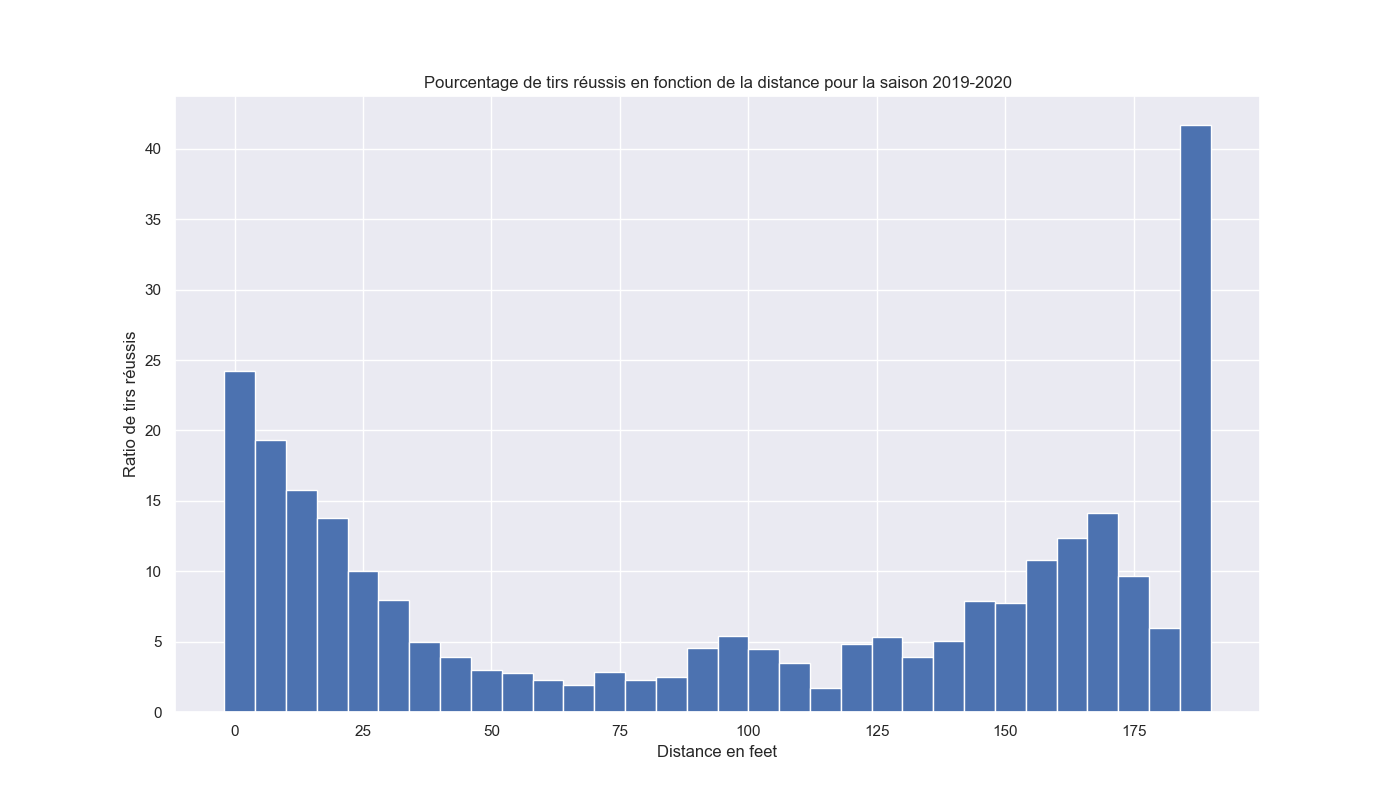 Pourcentage de tirs réussis en fonction de la distance pour la saison 2019-2020
40
35
30
25
20
15
10
5
0
Ratio de tirs réussis
0 25 50 75 100 125 150 175
Distance en feet